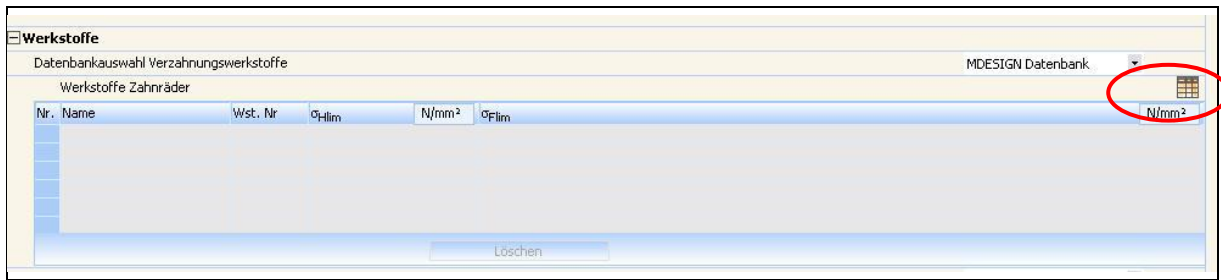 Werkstoffe
Datenbankauswahl Verzahnungswerkstoffe MDESIGN Datenbank
Werkstoffe Zahnräder
Nr. Name Wst. Nr σHlim N/mm² σFlim N/mm²
Löschen